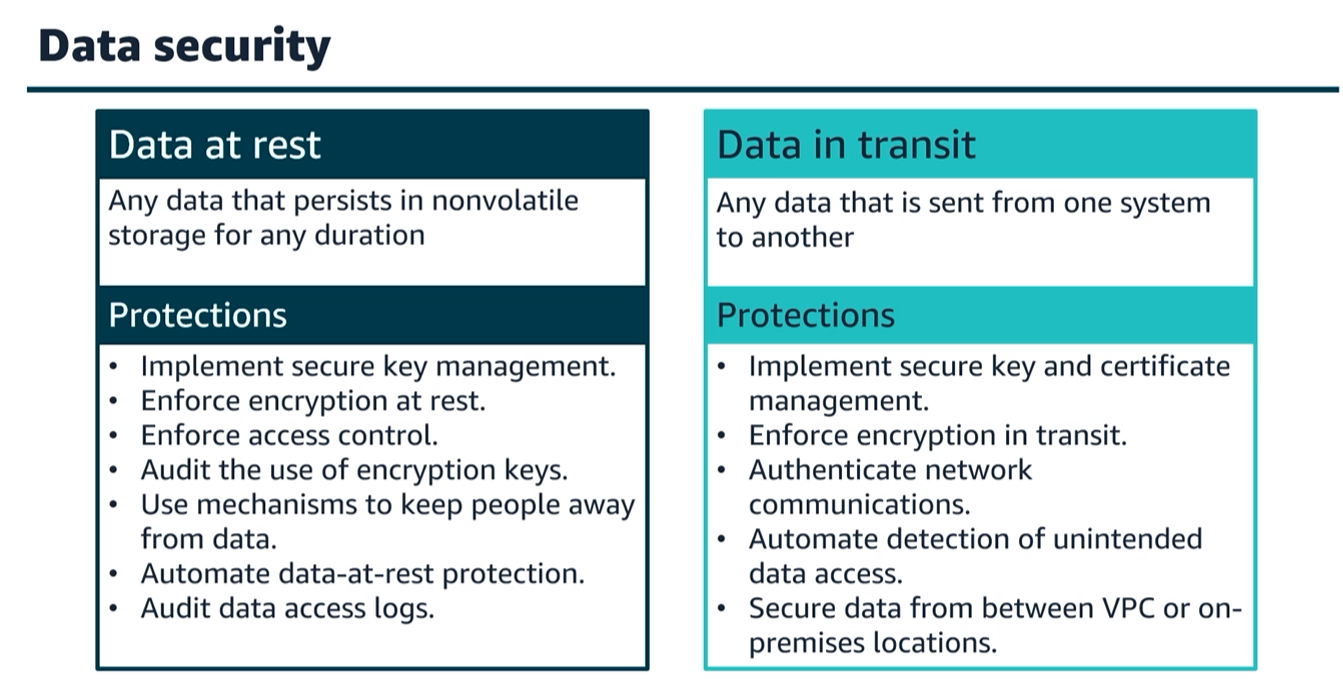 Data security
Data at rest
Any data that persists in nonvolatile
storage for any duration
Protections
• Implement secure key management.
• Enforce encryption at rest.
• Enforce access control.
• Audit the use of encryption keys.
• Use mechanisms to keep people away
from data.
• Automate data-at-rest protection.
• Audit data access logs.
Data in transit
Any data that is sent from one system
to another
Protections
• Implement secure key and certificate
management.
• Enforce encryption in transit.
• Authenticate network
communications.
• Automate detection of unintended
data access.
• Secure data from between VPC or on-
premises locations.